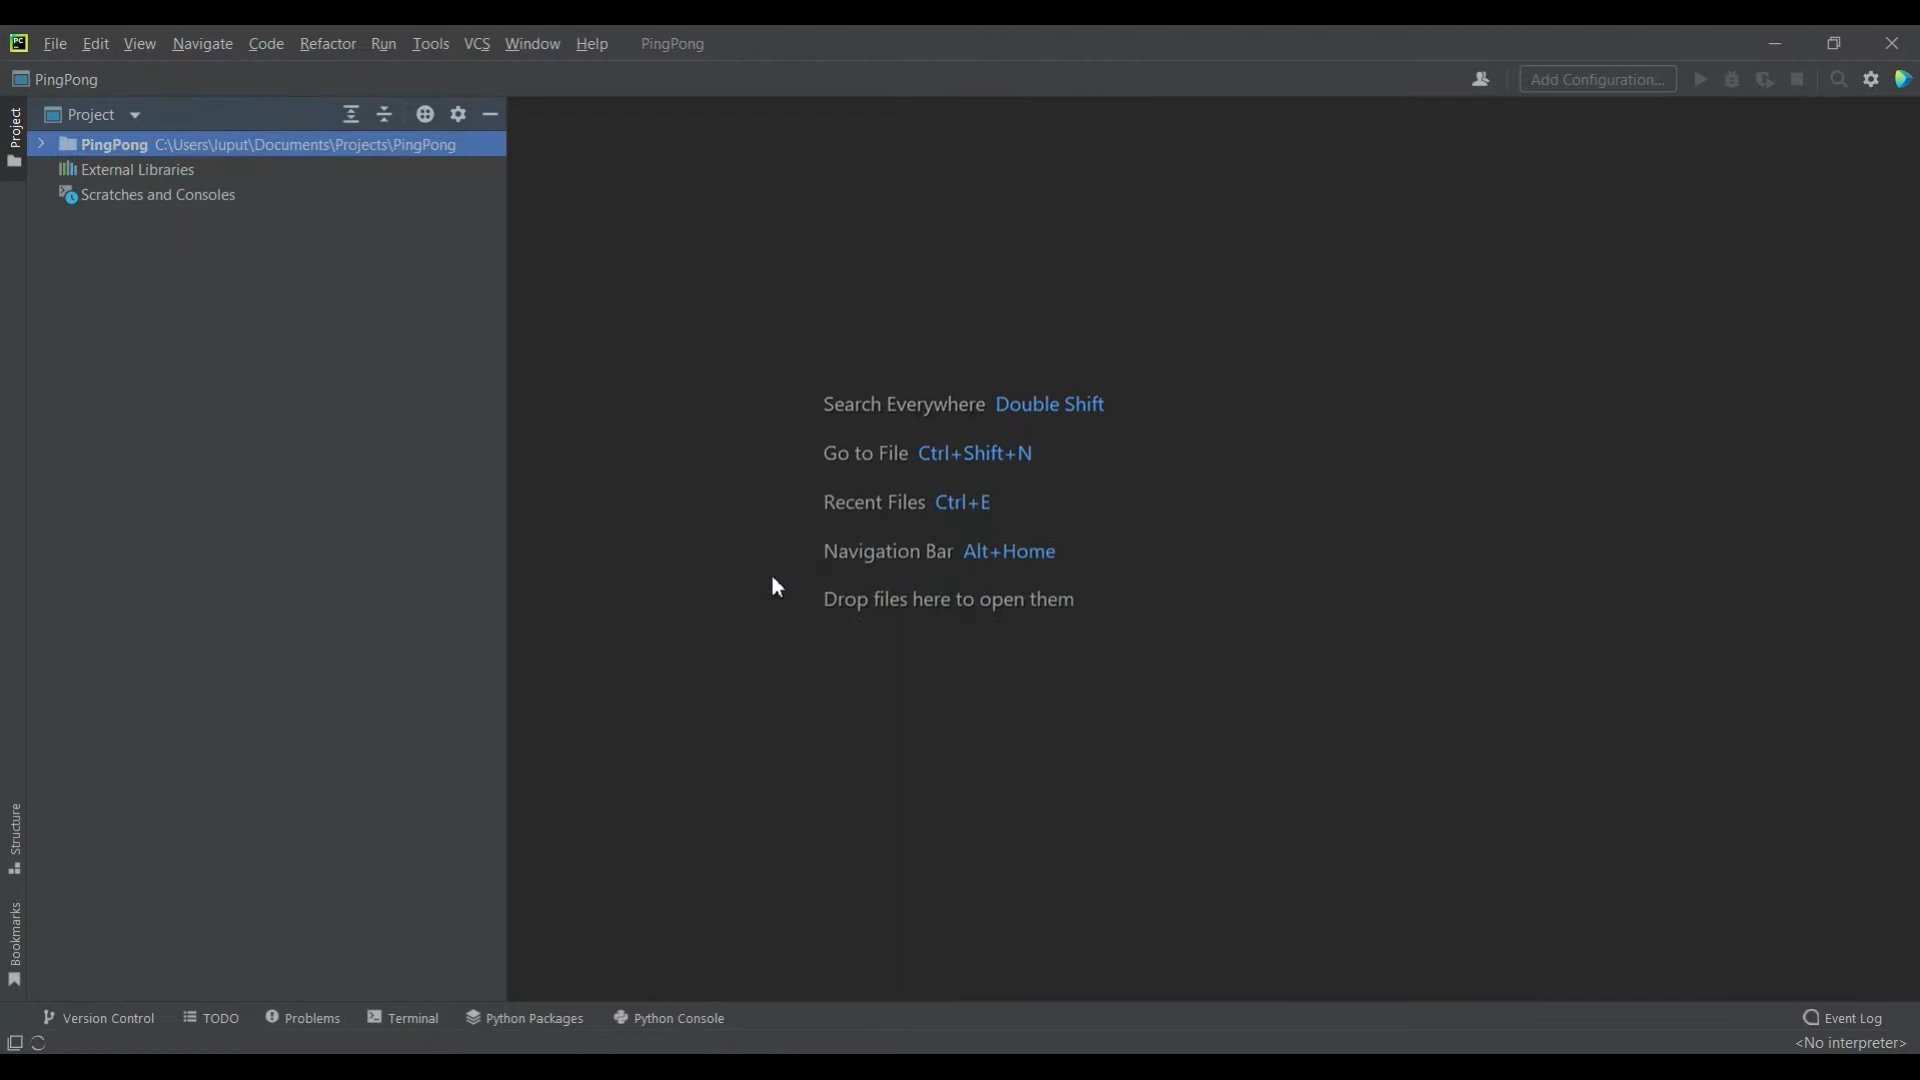 PC File Edit View Navigate Code Refactor Run Tools VCS Window Help PingPong
PingPong Add Configuration...
Project
Project
PingPong C:\Users\luput\Documents\Projects\PingPong
External Libraries
Scratches and Consoles
Search Everywhere Double Shift
Go to File Ctrl+Shift+N
Recent Files Ctrl+E
Navigation Bar Alt+Home
Drop files here to open them
Structure
Bookmarks
Version Control TODO Problems Terminal Python Packages Python Console Event Log
<No interpreter>